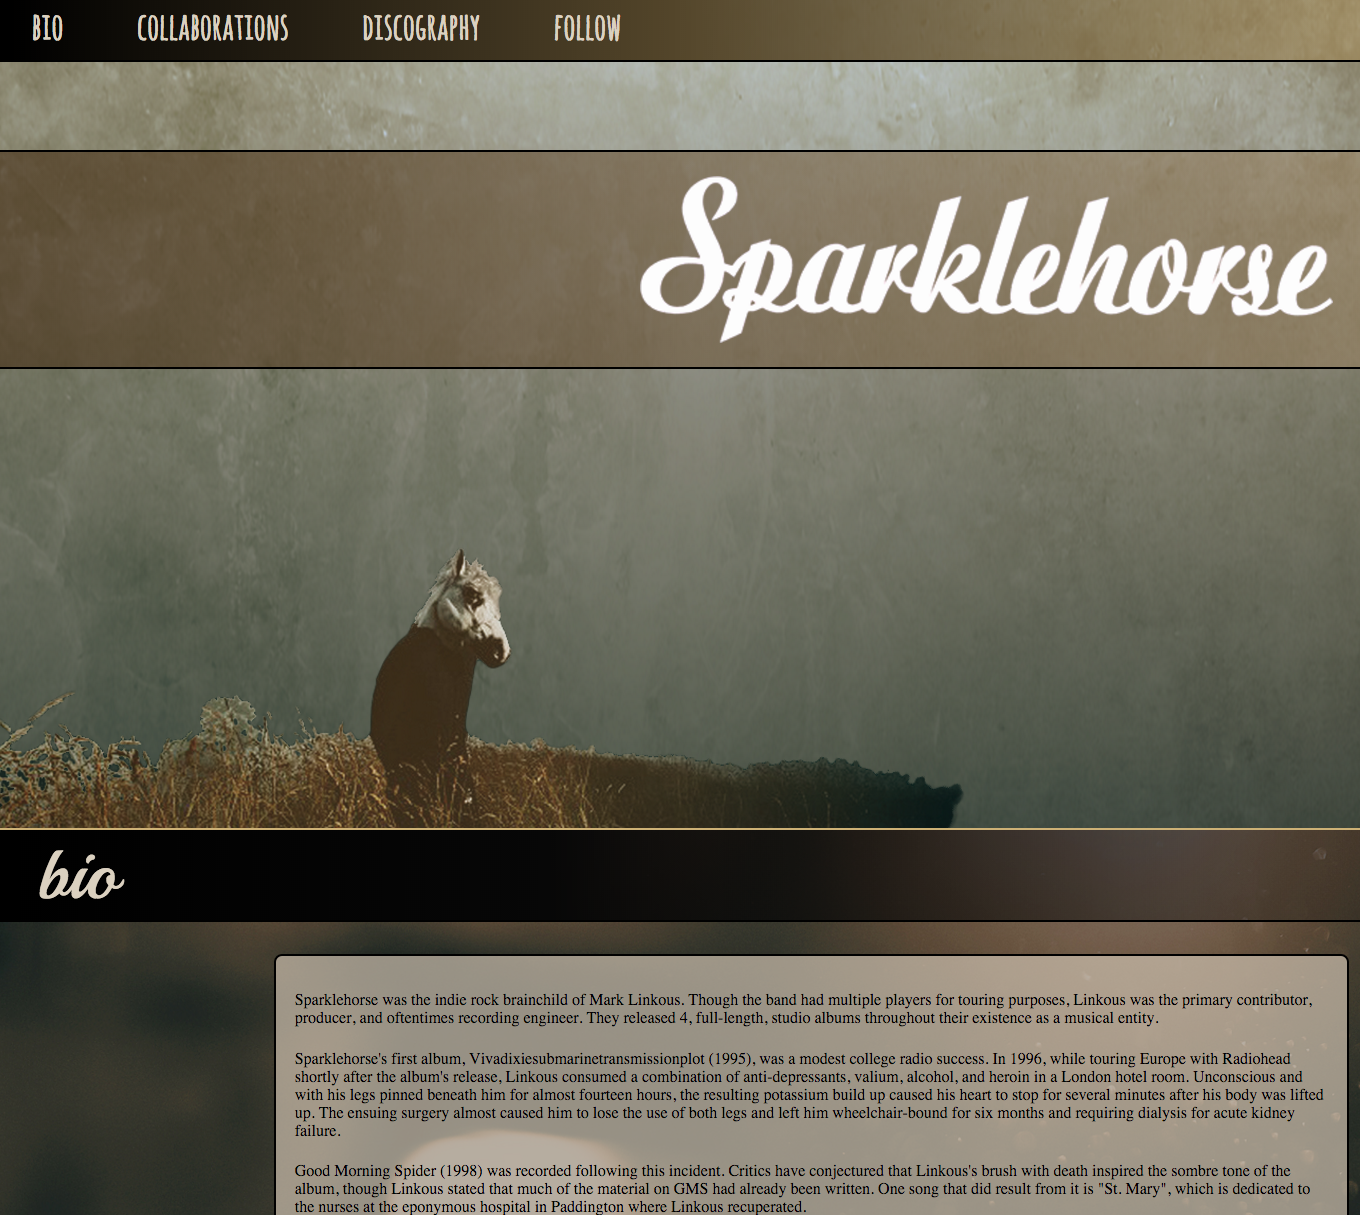 BIO COLLABORATIONS DISCOGRAPHY FOLLOW
Sparklehorse
bio
Sparklehorse was the indie rock brainchild of Mark Linkous. Though the band had multiple players for touring purposes, Linkous was the primary contributor,
producer, and oftentimes recording engineer. They released 4, full-length, studio albums throughout their existence as a musical entity.
Sparklehorse's first album, Vivadixiesubmarinetransmissionplot (1995), was a modest college radio success. In 1996, while touring Europe with Radiohead
shortly after the album's release, Linkous consumed a combination of anti-depressants, valium, alcohol, and heroin in a London hotel room. Unconscious and
with his legs pinned beneath him for almost fourteen hours, the resulting potassium build up caused his heart to stop for several minutes after his body was lifted
up. The ensuing surgery almost caused him to lose the use of both legs and left him wheelchair-bound for six months and requiring dialysis for acute kidney
failure.
Good Morning Spider (1998) was recorded following this incident. Critics have conjectured that Linkous's brush with death inspired the sombre tone of the
album, though Linkous stated that much of the material on GMS had already been written. One song that did result from it is "St. Mary", which is dedicated to
the nurses at the eponymous hospital in Paddington where Linkous recuperated.